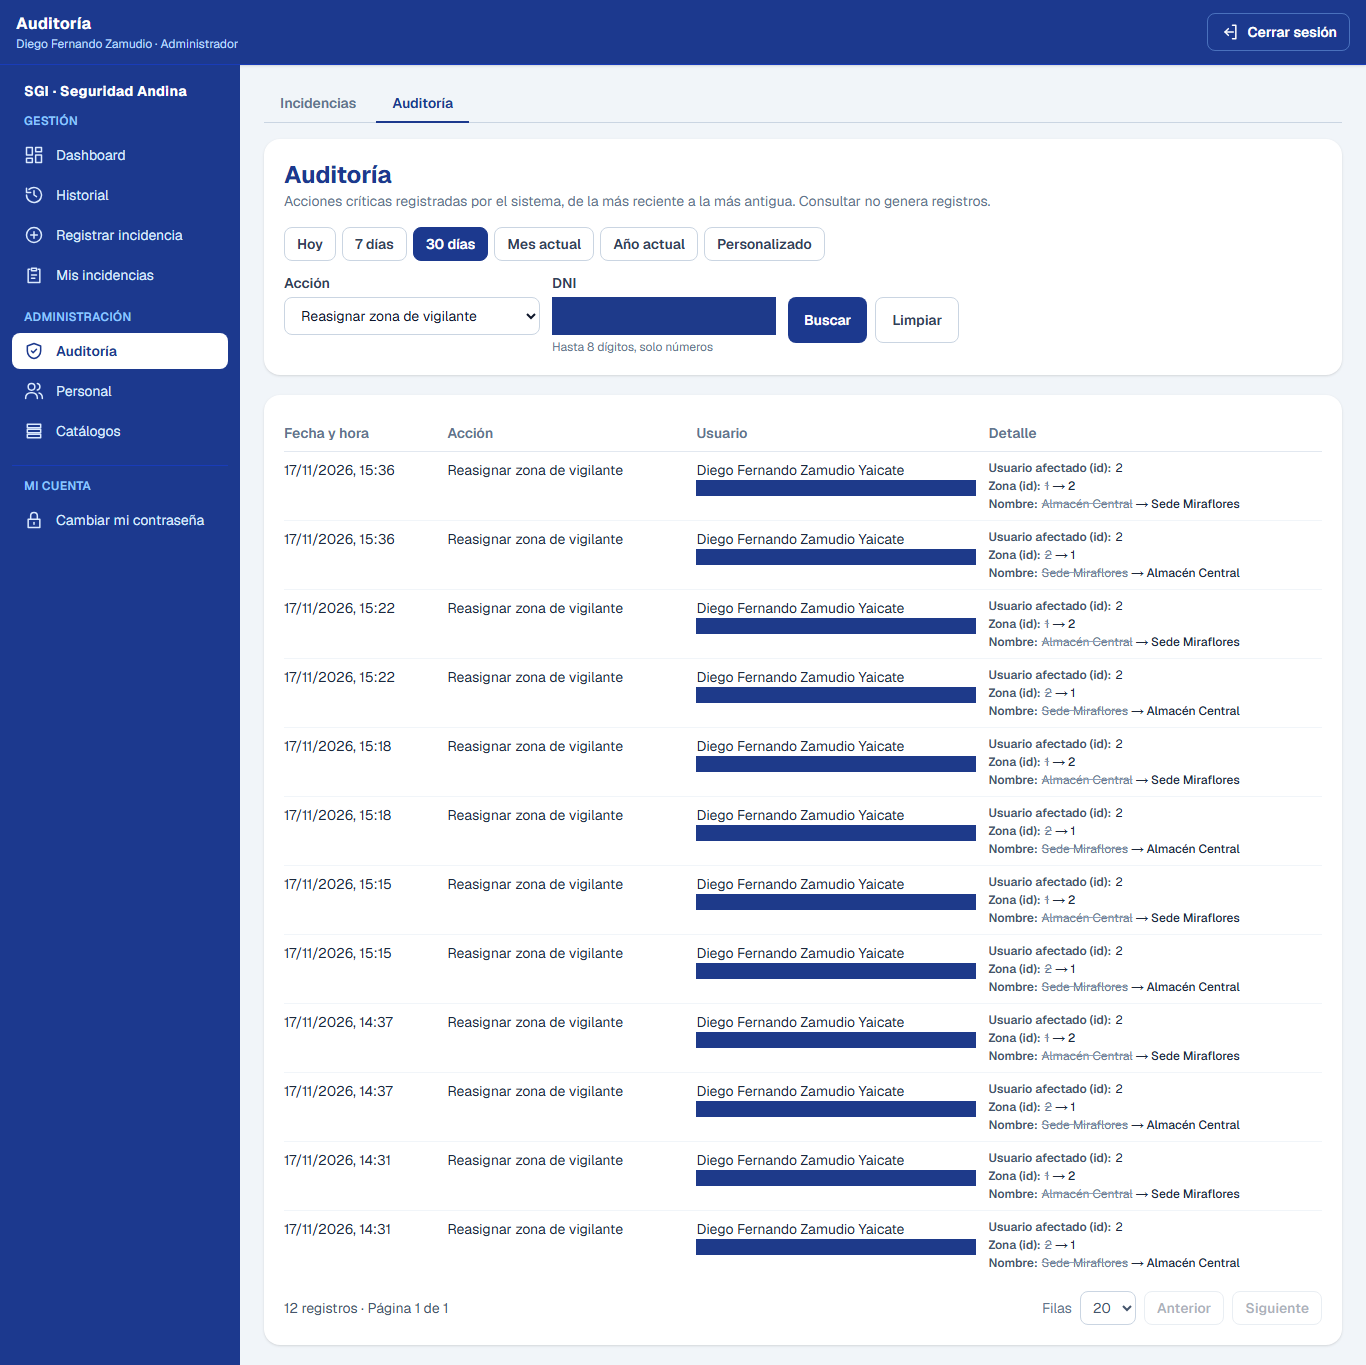 Auditoría
Diego Fernando Zamudio · Administrador
Cerrar sesión
SGI · Seguridad Andina
GESTIÓN
Dashboard
Historial
Registrar incidencia
Mis incidencias
ADMINISTRACIÓN
Auditoría
Personal
Catálogos
MI CUENTA
Cambiar mi contraseña
Incidencias Auditoría
Auditoría
Acciones críticas registradas por el sistema, de la más reciente a la más antigua. Consultar no genera registros.
Hoy 7 días 30 días Mes actual Año actual Personalizado
Acción DNI
Reasignar zona de vigilante Buscar Limpiar
Hasta 8 dígitos, solo números
Fecha y hora Acción Usuario Detalle
17/11/2026, 15:36 Reasignar zona de vigilante Diego Fernando Zamudio Yaicate Usuario afectado (id): 2
Zona (id): 1 → 2
Nombre: Almacén Central → Sede Miraflores
17/11/2026, 15:36 Reasignar zona de vigilante Diego Fernando Zamudio Yaicate Usuario afectado (id): 2
Zona (id): 2 → 1
Nombre: Sede Miraflores → Almacén Central
17/11/2026, 15:22 Reasignar zona de vigilante Diego Fernando Zamudio Yaicate Usuario afectado (id): 2
Zona (id): 1 → 2
Nombre: Almacén Central → Sede Miraflores
17/11/2026, 15:22 Reasignar zona de vigilante Diego Fernando Zamudio Yaicate Usuario afectado (id): 2
Zona (id): 2 → 1
Nombre: Sede Miraflores → Almacén Central
17/11/2026, 15:18 Reasignar zona de vigilante Diego Fernando Zamudio Yaicate Usuario afectado (id): 2
Zona (id): 1 → 2
Nombre: Almacén Central → Sede Miraflores
17/11/2026, 15:18 Reasignar zona de vigilante Diego Fernando Zamudio Yaicate Usuario afectado (id): 2
Zona (id): 2 → 1
Nombre: Sede Miraflores → Almacén Central
17/11/2026, 15:15 Reasignar zona de vigilante Diego Fernando Zamudio Yaicate Usuario afectado (id): 2
Zona (id): 1 → 2
Nombre: Almacén Central → Sede Miraflores
17/11/2026, 15:15 Reasignar zona de vigilante Diego Fernando Zamudio Yaicate Usuario afectado (id): 2
Zona (id): 2 → 1
Nombre: Sede Miraflores → Almacén Central
17/11/2026, 14:37 Reasignar zona de vigilante Diego Fernando Zamudio Yaicate Usuario afectado (id): 2
Zona (id): 1 → 2
Nombre: Almacén Central → Sede Miraflores
17/11/2026, 14:37 Reasignar zona de vigilante Diego Fernando Zamudio Yaicate Usuario afectado (id): 2
Zona (id): 2 → 1
Nombre: Sede Miraflores → Almacén Central
17/11/2026, 14:31 Reasignar zona de vigilante Diego Fernando Zamudio Yaicate Usuario afectado (id): 2
Zona (id): 1 → 2
Nombre: Almacén Central → Sede Miraflores
17/11/2026, 14:31 Reasignar zona de vigilante Diego Fernando Zamudio Yaicate Usuario afectado (id): 2
Zona (id): 2 → 1
Nombre: Sede Miraflores → Almacén Central
12 registros · Página 1 de 1 Filas 20 Anterior Siguiente